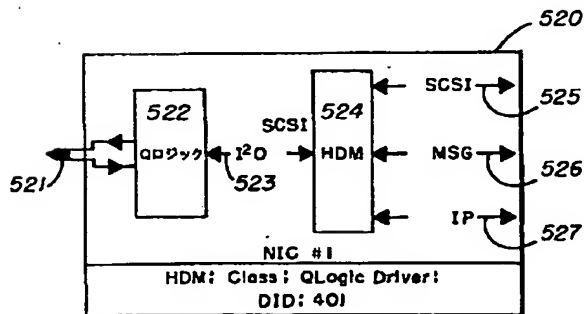 520
522
Qロジック
521
I²O
523
SCSI
524
HDM
SCSI
525
MSG
526
IP
527
NIC #1
HDM; Class; QLogic Driver;
DID: 401